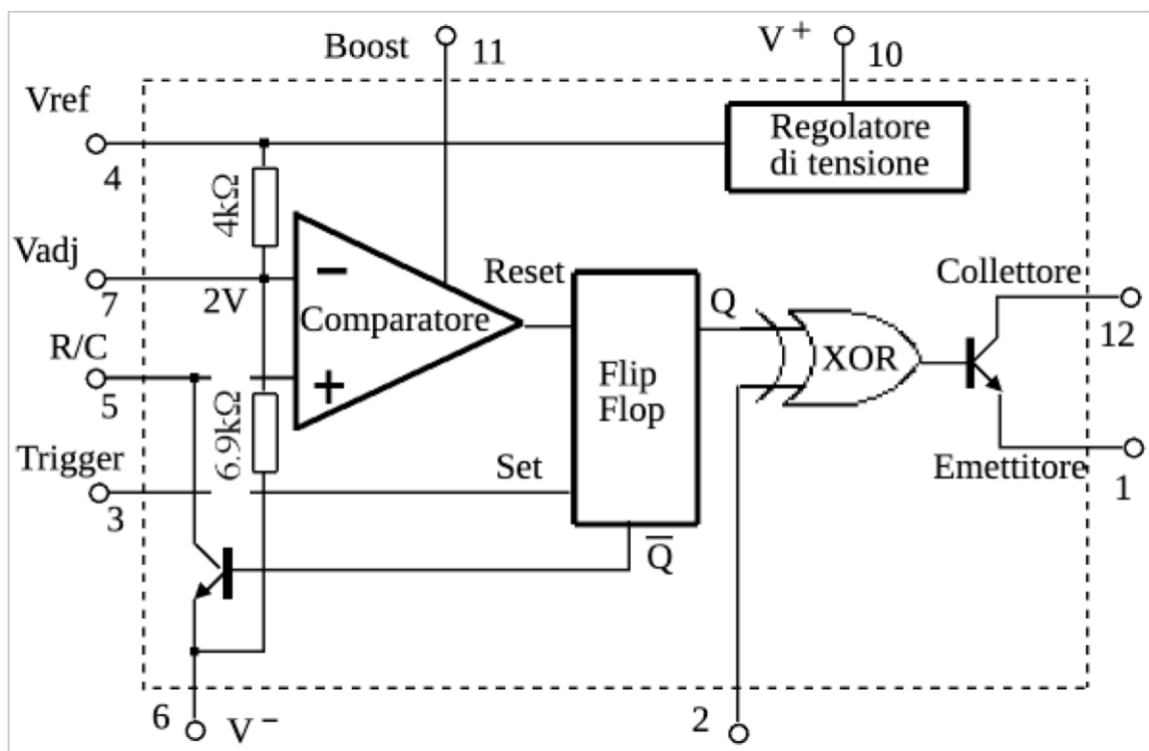 Boost
11
V+
10
Vref
4
Regolatore
di tensione
4kΩ
Vadj
7
2V
−
Comparatore
+
Reset
Q
Collettore
12
R/C
5
Flip
Flop
XOR
6.9kΩ
Trigger
3
Set
Emettitore
1
Q̅
6
V−
2